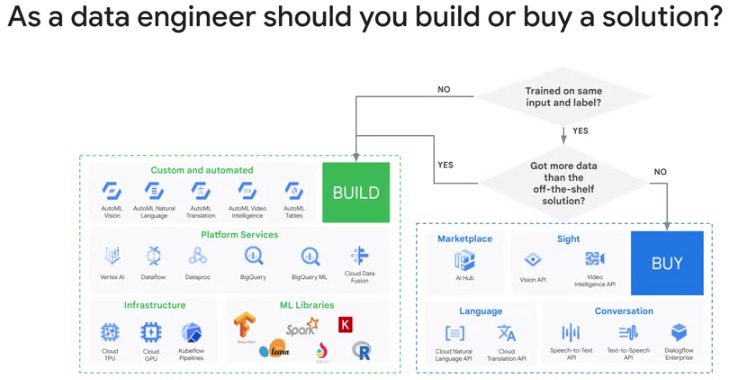 As a data engineer should you build or buy a solution?
Trained on same
input and label?
NO
YES
Got more data
than the
off-the-shelf
solution?
YES
NO
Custom and automated
AutoML
Vision
AutoML Natural
Language
AutoML
Translation
AutoML Video
Intelligence
AutoML
Tables
BUILD
Platform Services
Vertex AI
Dataflow
Dataproc
BigQuery
BigQuery ML
Cloud Data
Fusion
Infrastructure
Cloud
TPU
Cloud
GPU
Kubeflow
Pipelines
ML Libraries
TensorFlow
Spark
K
learn
R
Marketplace
AI Hub
Sight
Vision API
Video
Intelligence API
BUY
Language
Cloud Natural
Language API
Cloud
Translation API
Conversation
Speech-to-Text
API
Text-to-Speech
API
Dialogflow
Enterprise